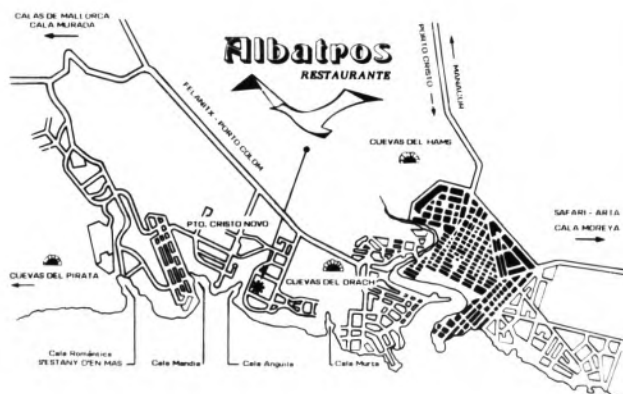 CALAS DE MALLORCA
CALA MURADA
Albatros
RESTAURANTE
PORTO CRISTO
MANACOR
FELANITX - PORTO COLOM
CUEVAS DEL HAMS
SAFARI - ARTA
CALA MOREYA
PTO. CRISTO NOVO
CUEVAS DEL PIRATA
CUEVAS DEL DRACH
Cala Romántica
S'ESTANY D'EN MAS
Cala Mandia
Cala Anguila
Cala Murta